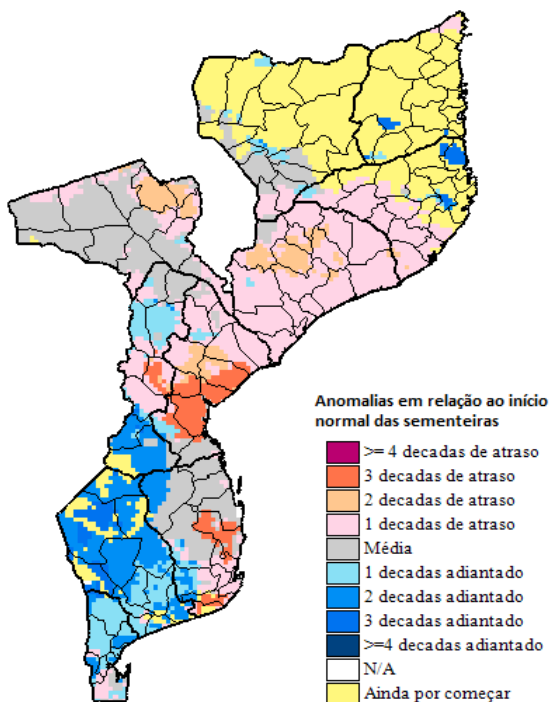 Anomalias em relação ao início
normal das sementeiras
>= 4 decadas de atraso
3 decadas de atraso
2 decadas de atraso
1 decadas de atraso
Média
1 decadas adiantado
2 decadas adiantado
3 decadas adiantado
>=4 decadas adiantado
N/A
Ainda por começar